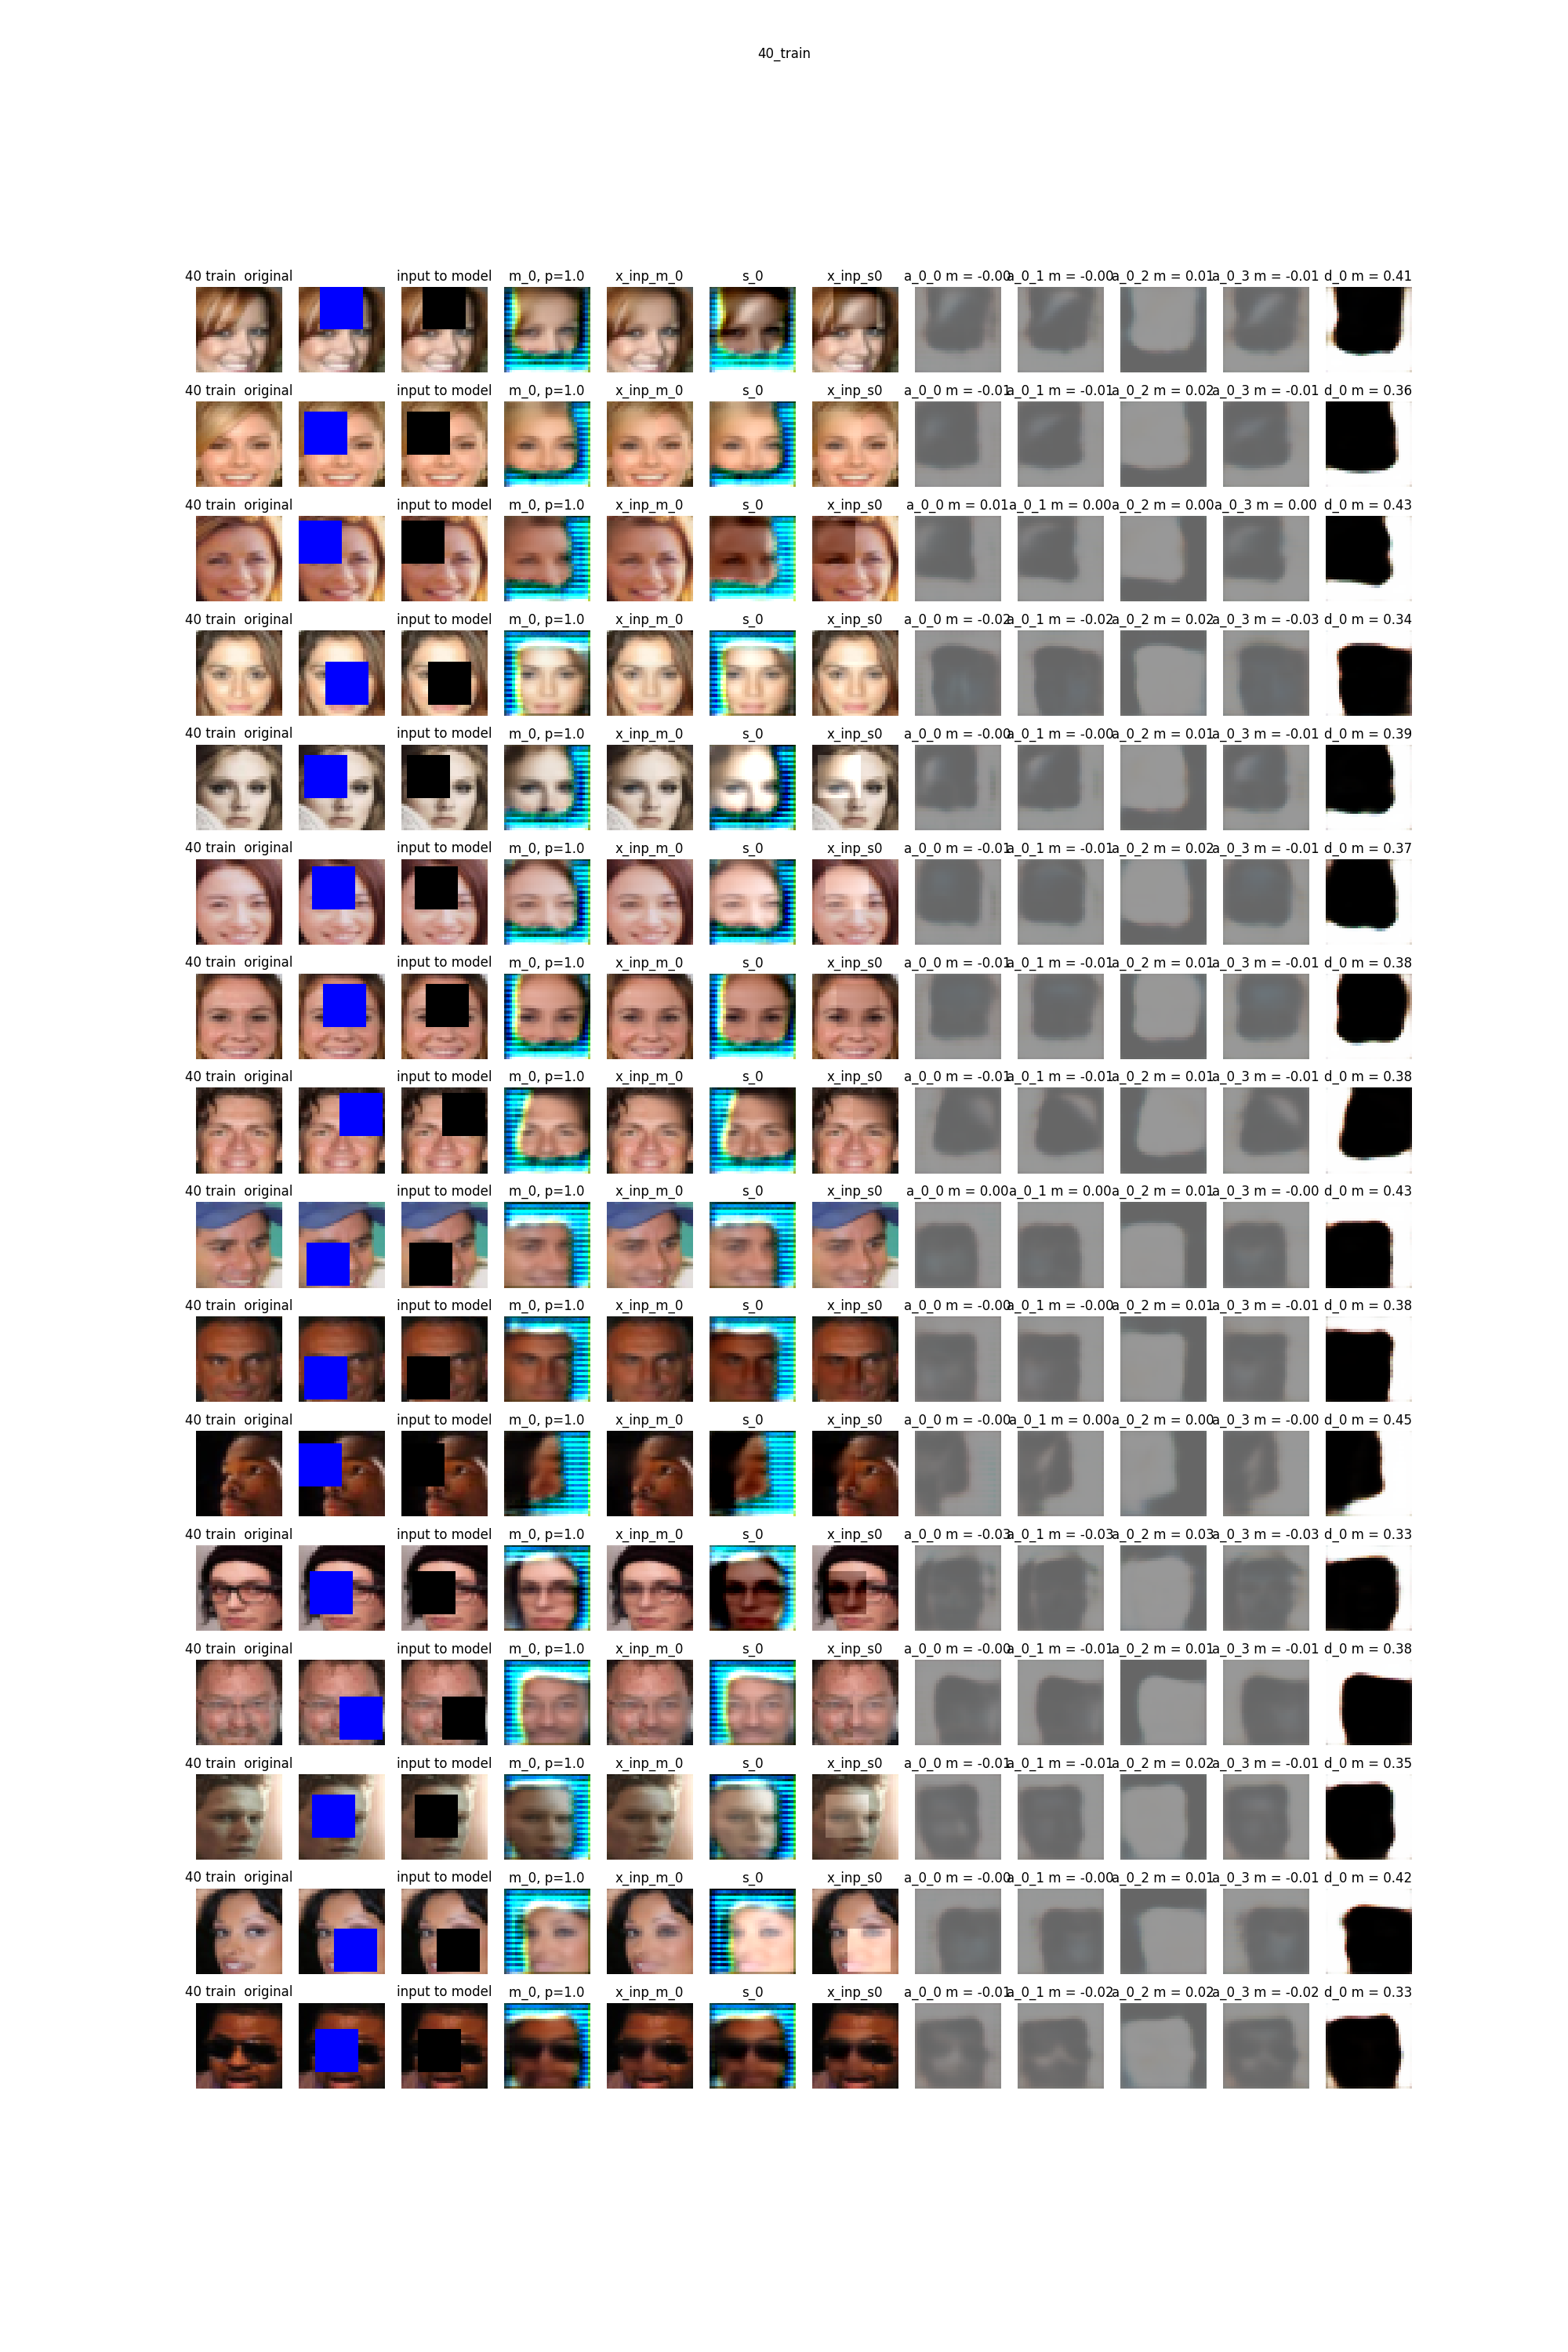 40_train
40 train  original input to model m_0, p=1.0 x_inp_m_0 s_0 x_inp_s0 a_0_0 m = -0.00 a_0_1 m = -0.00 a_0_2 m = 0.01 a_0_3 m = -0.01 d_0 m = 0.41
40 train  original input to model m_0, p=1.0 x_inp_m_0 s_0 x_inp_s0 a_0_0 m = -0.01 a_0_1 m = -0.01 a_0_2 m = 0.02 a_0_3 m = -0.01 d_0 m = 0.36
40 train  original input to model m_0, p=1.0 x_inp_m_0 s_0 x_inp_s0 a_0_0 m = 0.01 a_0_1 m = 0.00 a_0_2 m = 0.00 a_0_3 m = 0.00 d_0 m = 0.43
40 train  original input to model m_0, p=1.0 x_inp_m_0 s_0 x_inp_s0 a_0_0 m = -0.02 a_0_1 m = -0.02 a_0_2 m = 0.02 a_0_3 m = -0.03 d_0 m = 0.34
40 train  original input to model m_0, p=1.0 x_inp_m_0 s_0 x_inp_s0 a_0_0 m = -0.00 a_0_1 m = -0.00 a_0_2 m = 0.01 a_0_3 m = -0.01 d_0 m = 0.39
40 train  original input to model m_0, p=1.0 x_inp_m_0 s_0 x_inp_s0 a_0_0 m = -0.01 a_0_1 m = -0.01 a_0_2 m = 0.02 a_0_3 m = -0.01 d_0 m = 0.37
40 train  original input to model m_0, p=1.0 x_inp_m_0 s_0 x_inp_s0 a_0_0 m = -0.01 a_0_1 m = -0.01 a_0_2 m = 0.01 a_0_3 m = -0.01 d_0 m = 0.38
40 train  original input to model m_0, p=1.0 x_inp_m_0 s_0 x_inp_s0 a_0_0 m = -0.01 a_0_1 m = -0.01 a_0_2 m = 0.01 a_0_3 m = -0.01 d_0 m = 0.38
40 train  original input to model m_0, p=1.0 x_inp_m_0 s_0 x_inp_s0 a_0_0 m = 0.00 a_0_1 m = 0.00 a_0_2 m = 0.01 a_0_3 m = -0.00 d_0 m = 0.43
40 train  original input to model m_0, p=1.0 x_inp_m_0 s_0 x_inp_s0 a_0_0 m = -0.00 a_0_1 m = -0.00 a_0_2 m = 0.01 a_0_3 m = -0.01 d_0 m = 0.38
40 train  original input to model m_0, p=1.0 x_inp_m_0 s_0 x_inp_s0 a_0_0 m = -0.00 a_0_1 m = 0.00 a_0_2 m = 0.00 a_0_3 m = -0.00 d_0 m = 0.45
40 train  original input to model m_0, p=1.0 x_inp_m_0 s_0 x_inp_s0 a_0_0 m = -0.03 a_0_1 m = -0.03 a_0_2 m = 0.03 a_0_3 m = -0.03 d_0 m = 0.33
40 train  original input to model m_0, p=1.0 x_inp_m_0 s_0 x_inp_s0 a_0_0 m = -0.00 a_0_1 m = -0.01 a_0_2 m = 0.01 a_0_3 m = -0.01 d_0 m = 0.38
40 train  original input to model m_0, p=1.0 x_inp_m_0 s_0 x_inp_s0 a_0_0 m = -0.01 a_0_1 m = -0.01 a_0_2 m = 0.02 a_0_3 m = -0.01 d_0 m = 0.35
40 train  original input to model m_0, p=1.0 x_inp_m_0 s_0 x_inp_s0 a_0_0 m = -0.00 a_0_1 m = -0.00 a_0_2 m = 0.01 a_0_3 m = -0.01 d_0 m = 0.42
40 train  original input to model m_0, p=1.0 x_inp_m_0 s_0 x_inp_s0 a_0_0 m = -0.01 a_0_1 m = -0.02 a_0_2 m = 0.02 a_0_3 m = -0.02 d_0 m = 0.33